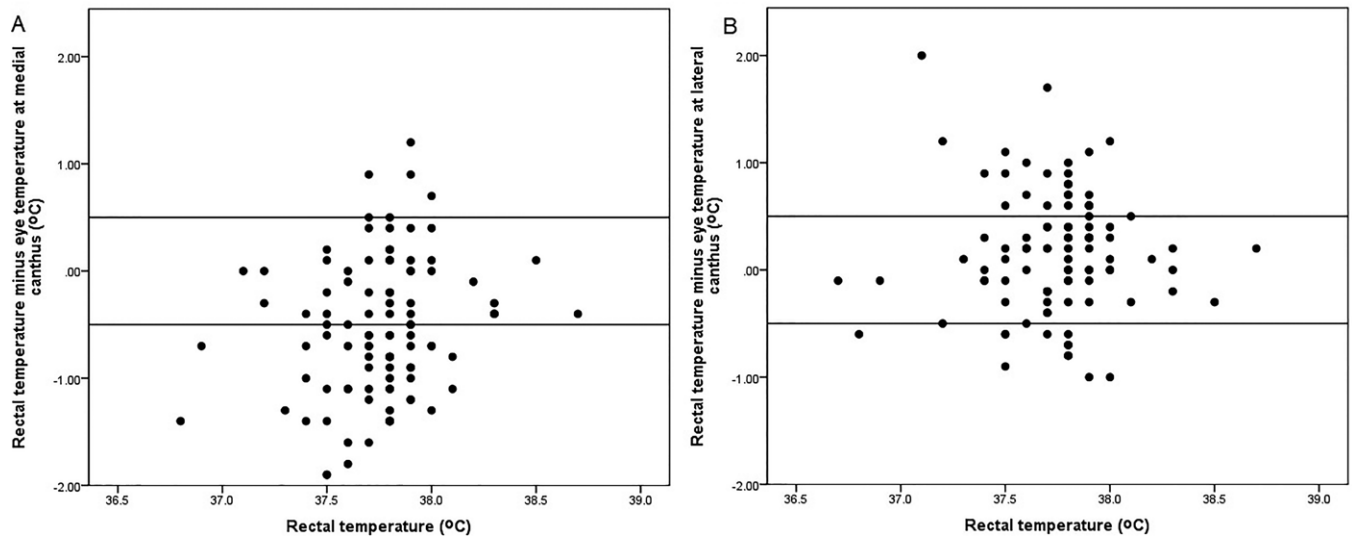 A
Rectal temperature minus eye temperature at medial
canthus (ºC)
2.00
1.00
.00
-1.00
-2.00
36.5 37.0 37.5 38.0 38.5 39.0
Rectal temperature (ºC)
B
Rectal temperature minus eye temperature at lateral
canthus (ºC)
2.00
1.00
.00
-1.00
-2.00
36.5 37.0 37.5 38.0 38.5 39.0
Rectal temperature (ºC)